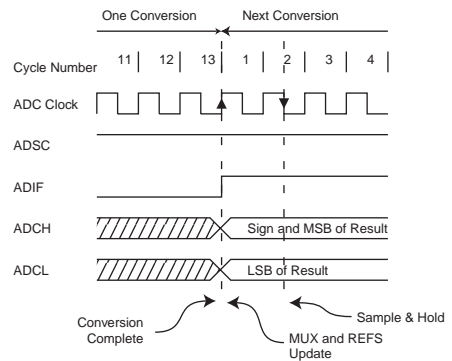 One Conversion
Next Conversion
Cycle Number
11
12
13
1
2
3
4
ADC Clock
ADSC
ADIF
ADCH
Sign and MSB of Result
ADCL
LSB of Result
Conversion
Complete
MUX and REFS
Update
Sample & Hold